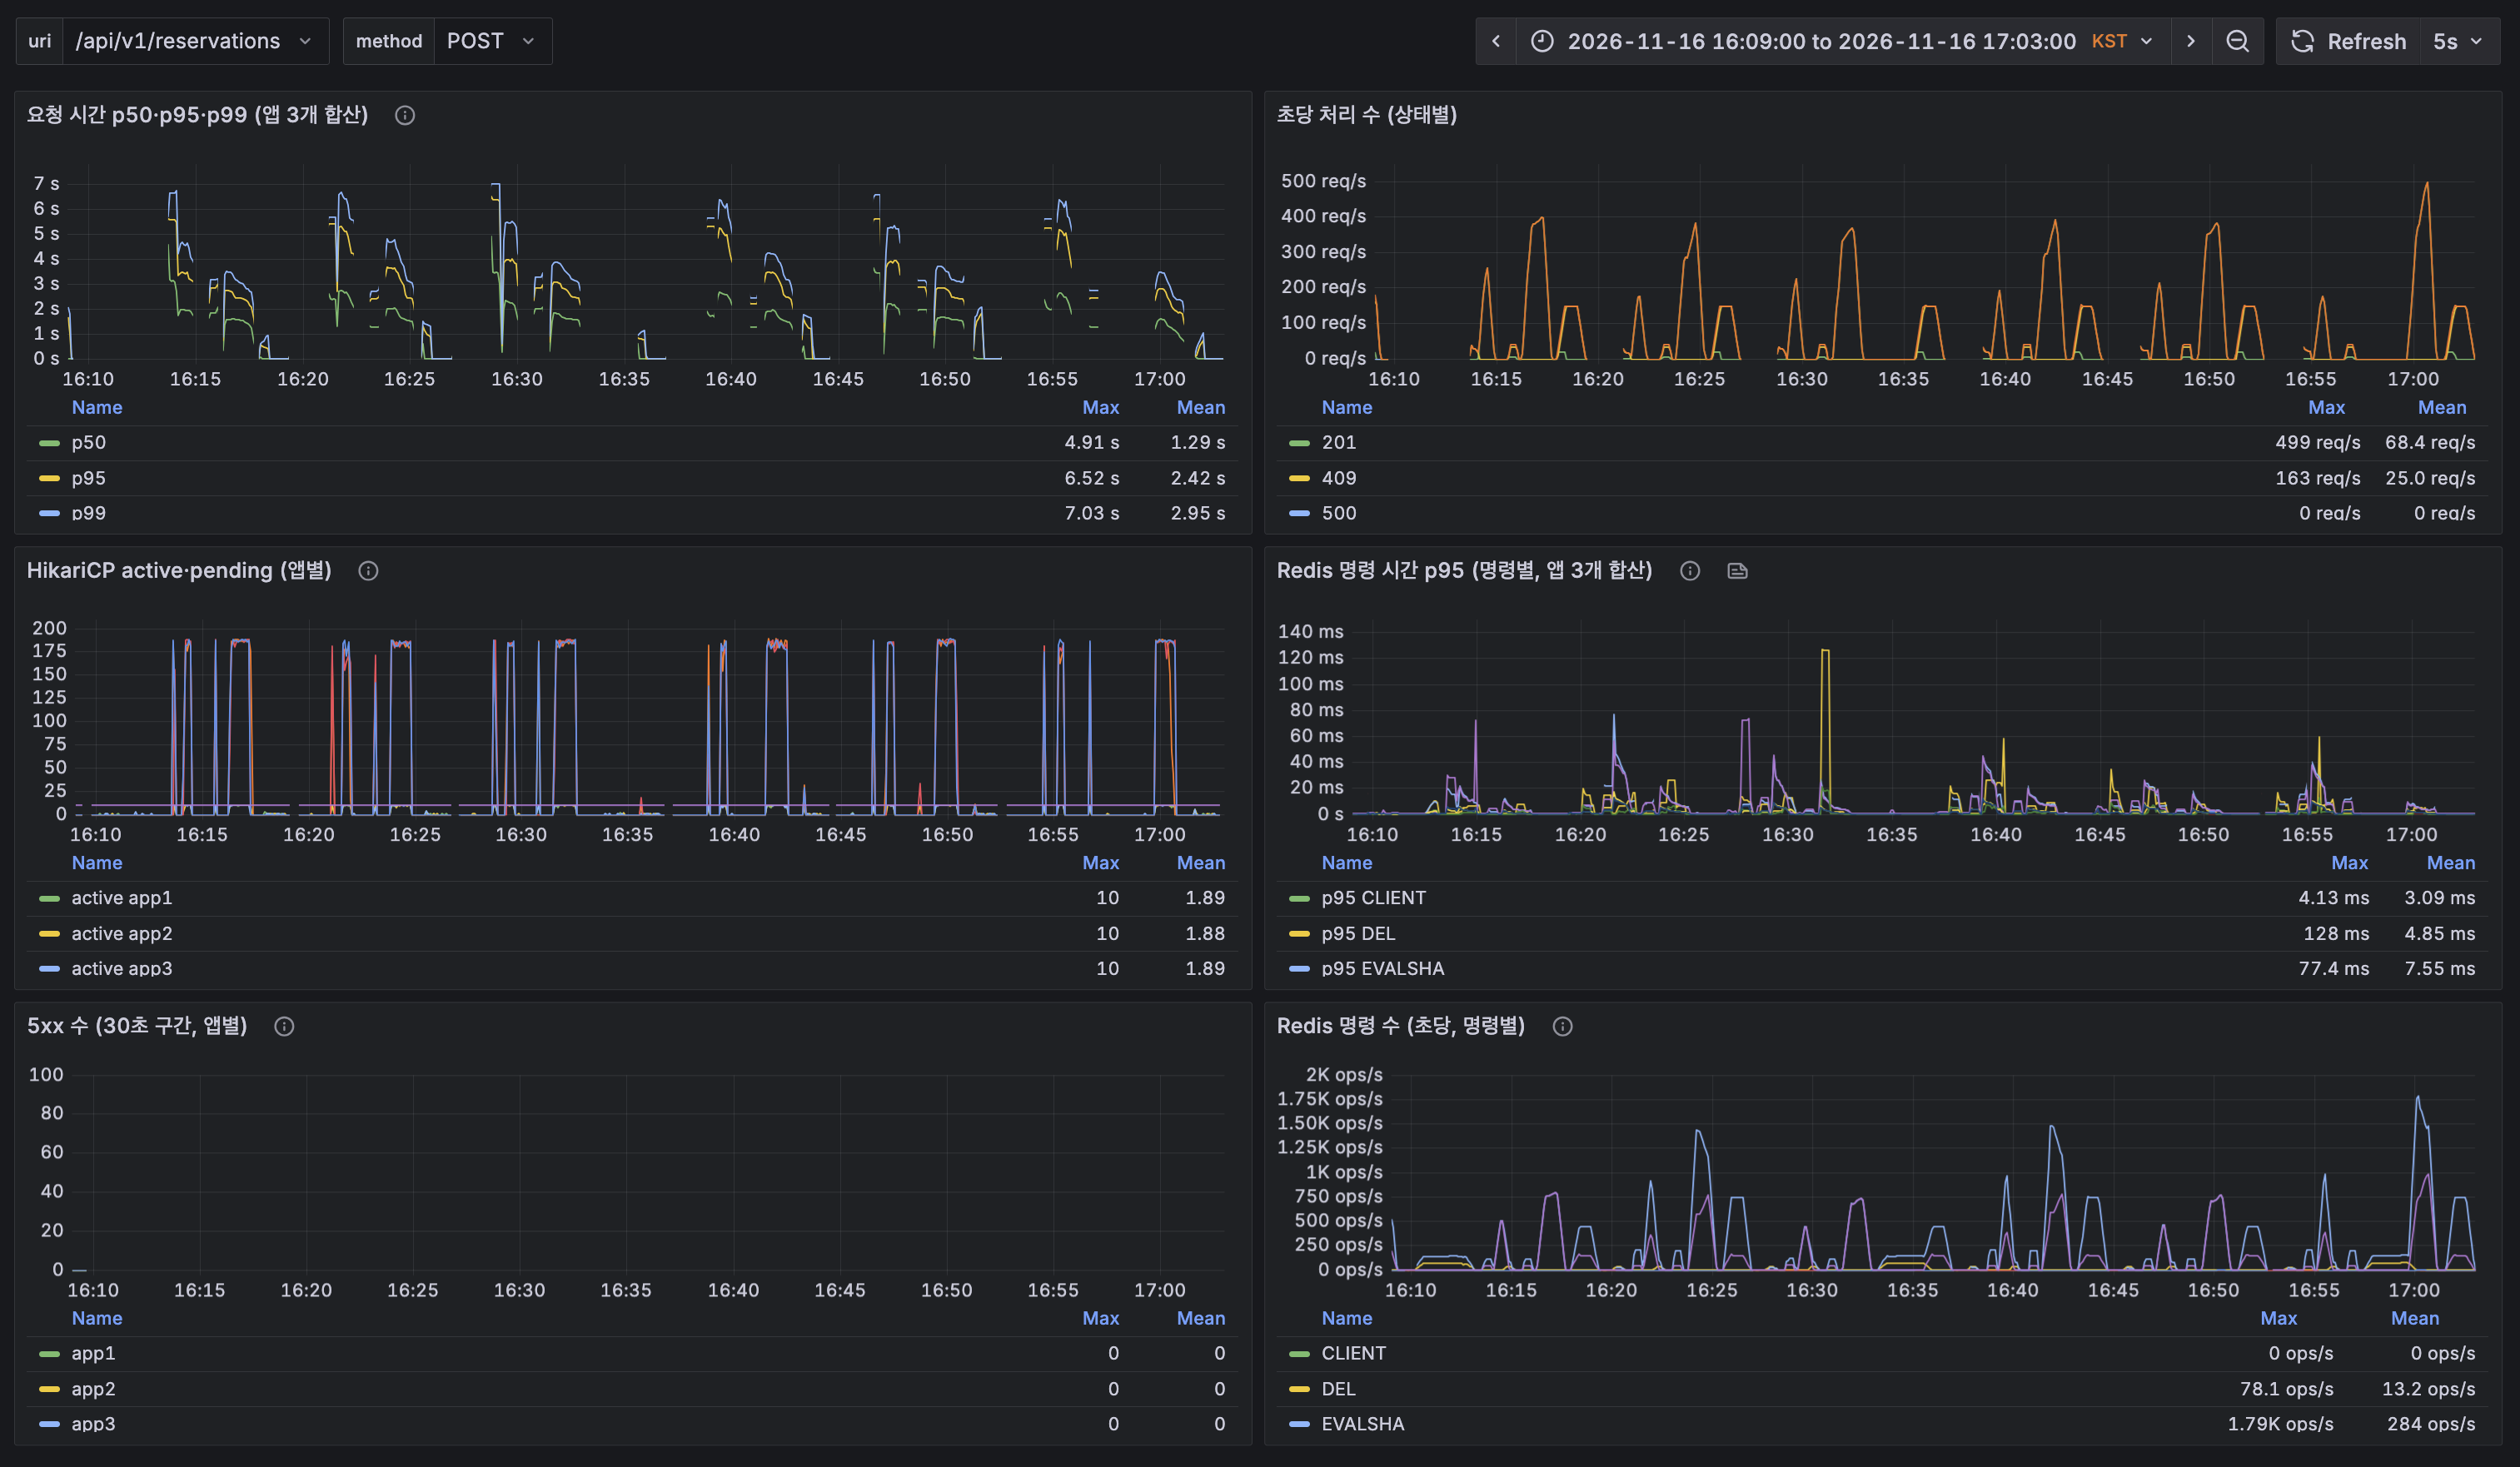 uri /api/v1/reservations method POST 2026-11-16 16:09:00 to 2026-11-16 17:03:00 KST Refresh 5s
요청 시간 p50·p95·p99 (앱 3개 합산)
7 s
6 s
5 s
4 s
3 s
2 s
1 s
0 s
16:10 16:15 16:20 16:25 16:30 16:35 16:40 16:45 16:50 16:55 17:00
Name Max Mean
p50 4.91 s 1.29 s
p95 6.52 s 2.42 s
p99 7.03 s 2.95 s
초당 처리 수 (상태별)
500 req/s
400 req/s
300 req/s
200 req/s
100 req/s
0 req/s
16:10 16:15 16:20 16:25 16:30 16:35 16:40 16:45 16:50 16:55 17:00
Name Max Mean
201 499 req/s 68.4 req/s
409 163 req/s 25.0 req/s
500 0 req/s 0 req/s
HikariCP active·pending (앱별)
200
175
150
125
100
75
50
25
0
16:10 16:15 16:20 16:25 16:30 16:35 16:40 16:45 16:50 16:55 17:00
Name Max Mean
active app1 10 1.89
active app2 10 1.88
active app3 10 1.89
Redis 명령 시간 p95 (명령별, 앱 3개 합산)
140 ms
120 ms
100 ms
80 ms
60 ms
40 ms
20 ms
0 s
16:10 16:15 16:20 16:25 16:30 16:35 16:40 16:45 16:50 16:55 17:00
Name Max Mean
p95 CLIENT 4.13 ms 3.09 ms
p95 DEL 128 ms 4.85 ms
p95 EVALSHA 77.4 ms 7.55 ms
5xx 수 (30초 구간, 앱별)
100
80
60
40
20
0
16:10 16:15 16:20 16:25 16:30 16:35 16:40 16:45 16:50 16:55 17:00
Name Max Mean
app1 0 0
app2 0 0
app3 0 0
Redis 명령 수 (초당, 명령별)
2K ops/s
1.75K ops/s
1.50K ops/s
1.25K ops/s
1K ops/s
750 ops/s
500 ops/s
250 ops/s
0 ops/s
16:10 16:15 16:20 16:25 16:30 16:35 16:40 16:45 16:50 16:55 17:00
Name Max Mean
CLIENT 0 ops/s 0 ops/s
DEL 78.1 ops/s 13.2 ops/s
EVALSHA 1.79K ops/s 284 ops/s